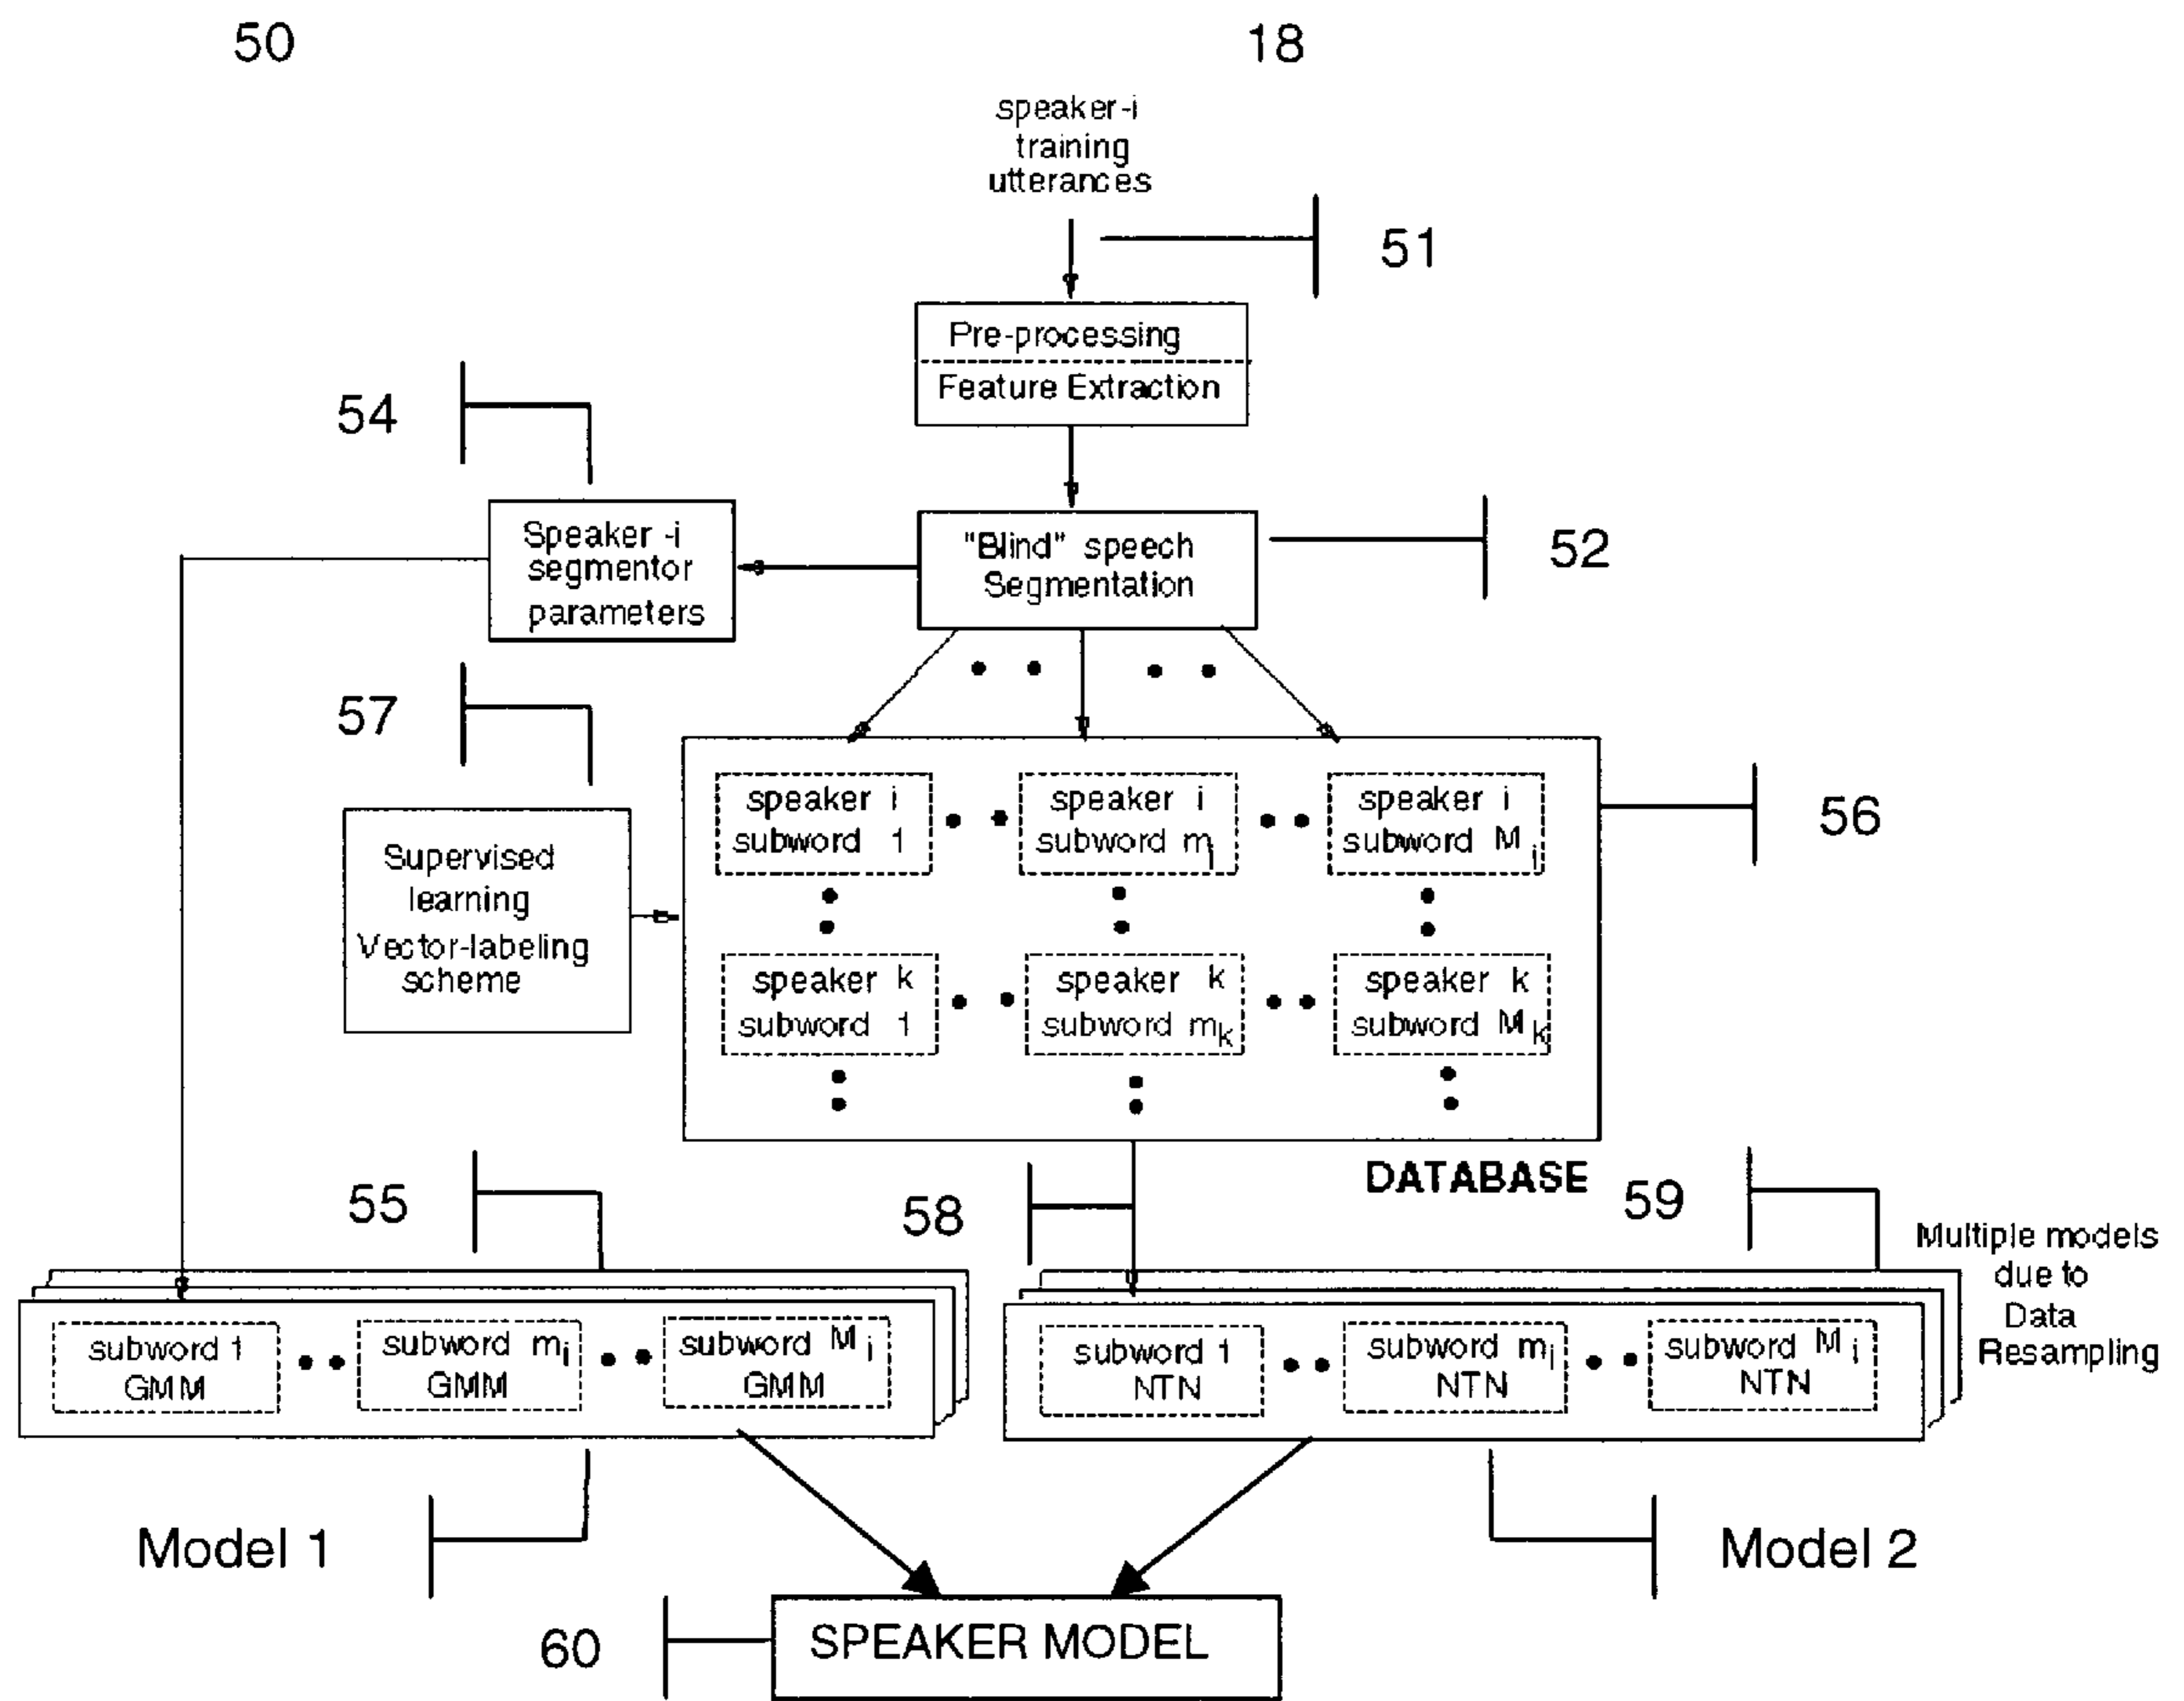 50
18
speaker-i
training
utterances
51
Pre-processing
Feature Extraction
54
Speaker -i
segmentor
parameters
"Blind" speech
Segmentation
52
57
Supervised
learning
Vector-labeling
scheme
speaker i
subword 1
speaker i
subword mi
speaker i
subword Mi
56
speaker k
subword 1
speaker k
subword mk
speaker k
subword Mk
DATABASE
55
58
59
Multiple models
due to
Data
Resampling
subword 1
GMM
subword mi
GMM
subword Mi
GMM
subword 1
NTN
subword mi
NTN
subword Mi
NTN
Model 1
Model 2
60
SPEAKER MODEL